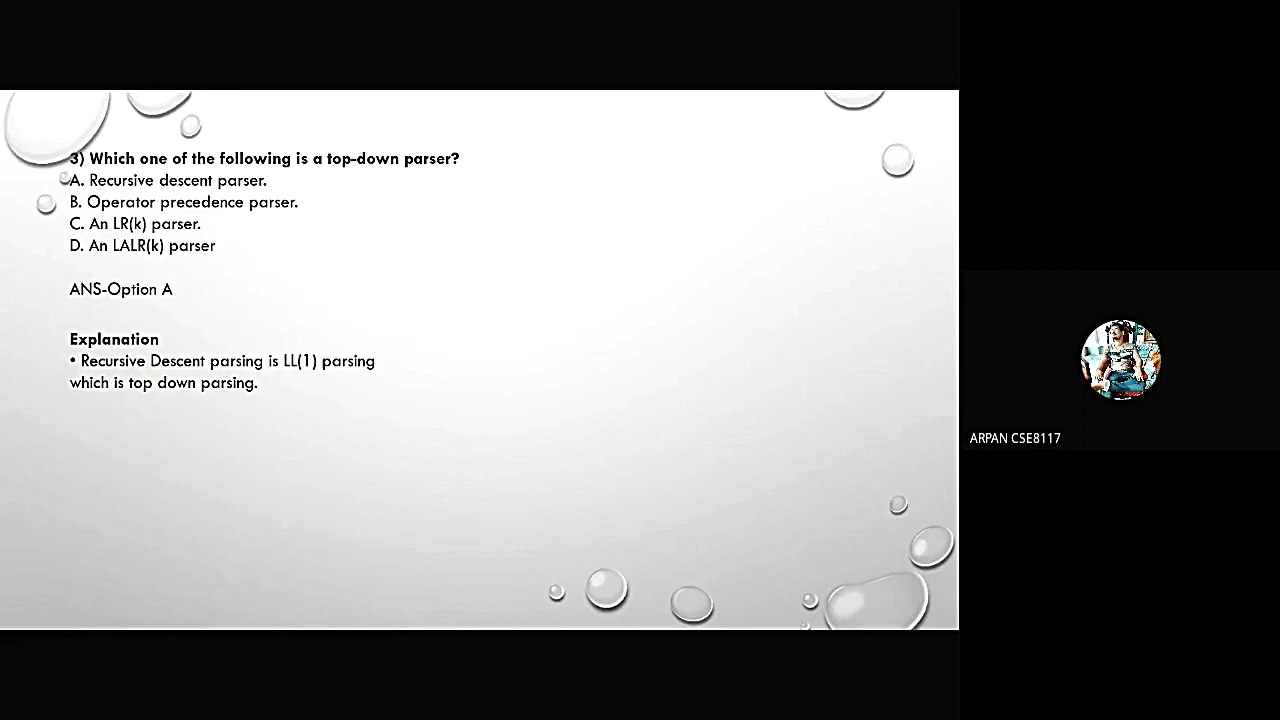 3) Which one of the following is a top-down parser?
A. Recursive descent parser.
B. Operator precedence parser.
C. An LR(k) parser.
D. An LALR(k) parser
ANS-Option A
Explanation
• Recursive Descent parsing is LL(1) parsing
which is top down parsing.
ARPAN CSE8117